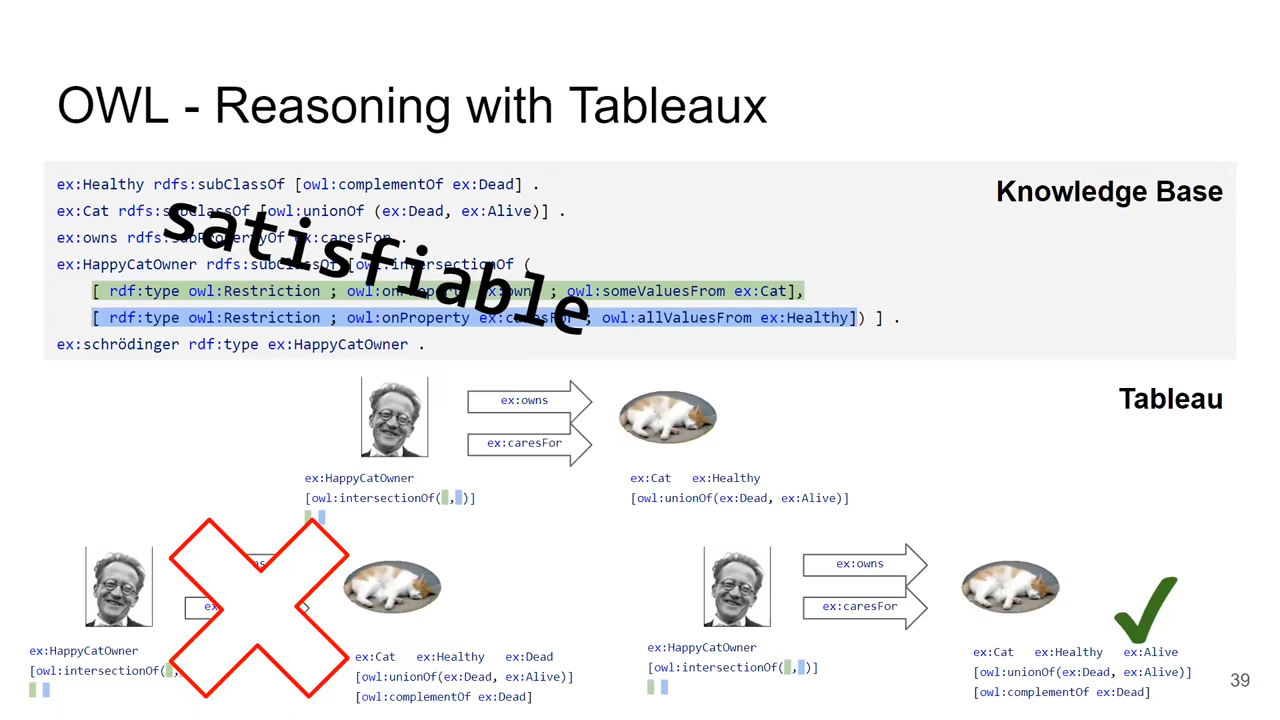 OWL - Reasoning with Tableaux
ex:Healthy rdfs:subClassOf [owl:complementOf ex:Dead] .
Knowledge Base
ex:Cat rdfs:subClassOf [owl:unionOf (ex:Dead, ex:Alive)] .
ex:owns rdfs:subPropertyOf ex:caresFor .
ex:HappyCatOwner rdfs:subClassOf [owl:intersectionOf (
[ rdf:type owl:Restriction ; owl:onProperty ex:owns ; owl:someValuesFrom ex:Cat],
[ rdf:type owl:Restriction ; owl:onProperty ex:caresFor ; owl:allValuesFrom ex:Healthy]) ] .
ex:schrödinger rdf:type ex:HappyCatOwner .
satisfiable
Tableau
ex:owns
ex:caresFor
ex:HappyCatOwner
[owl:intersectionOf( , )]
ex:Cat ex:Healthy
[owl:unionOf(ex:Dead, ex:Alive)]
ex:HappyCatOwner
[owl:intersectionOf( ,
ex:Cat ex:Healthy ex:Dead
[owl:unionOf(ex:Dead, ex:Alive)]
[owl:complementOf ex:Dead]
ex:owns
ex:caresFor
ex:HappyCatOwner
[owl:intersectionOf( , )]
ex:Cat ex:Healthy ex:Alive
[owl:unionOf(ex:Dead, ex:Alive)]
[owl:complementOf ex:Dead]
39